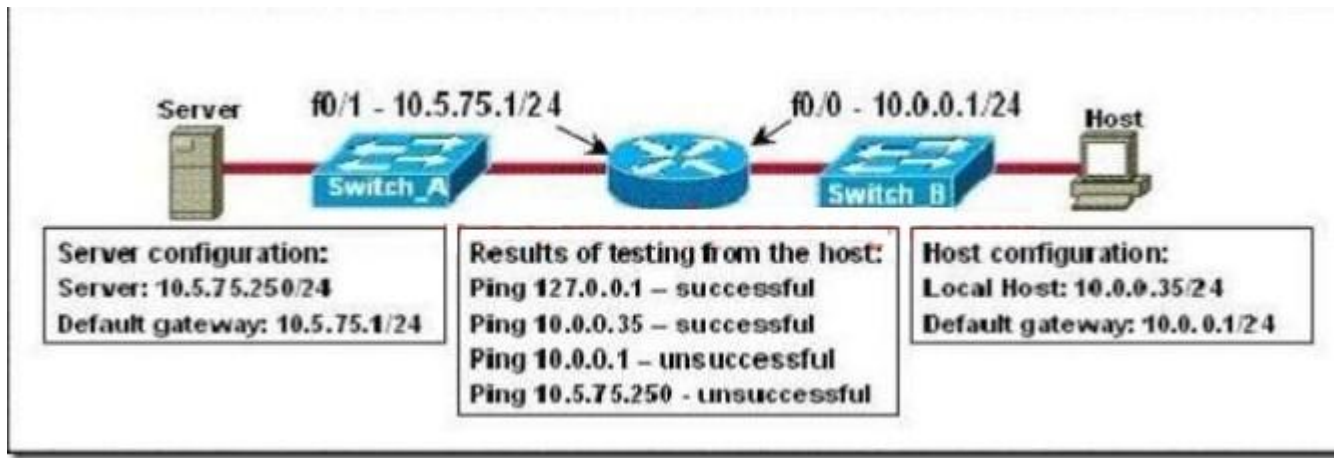 Server
f0/1 - 10.5.75.1/24
f0/0 - 10.0.0.1/24
Host
Switch_A
Switch_B
Server configuration:
Server: 10.5.75.250/24
Default gateway: 10.5.75.1/24
Results of testing from the host:
Ping 127.0.0.1 – successful
Ping 10.0.0.35 – successful
Ping 10.0.0.1 – unsuccessful
Ping 10.5.75.250 - unsuccessful
Host configuration:
Local Host: 10.0.0.35/24
Default gateway: 10.0.0.1/24